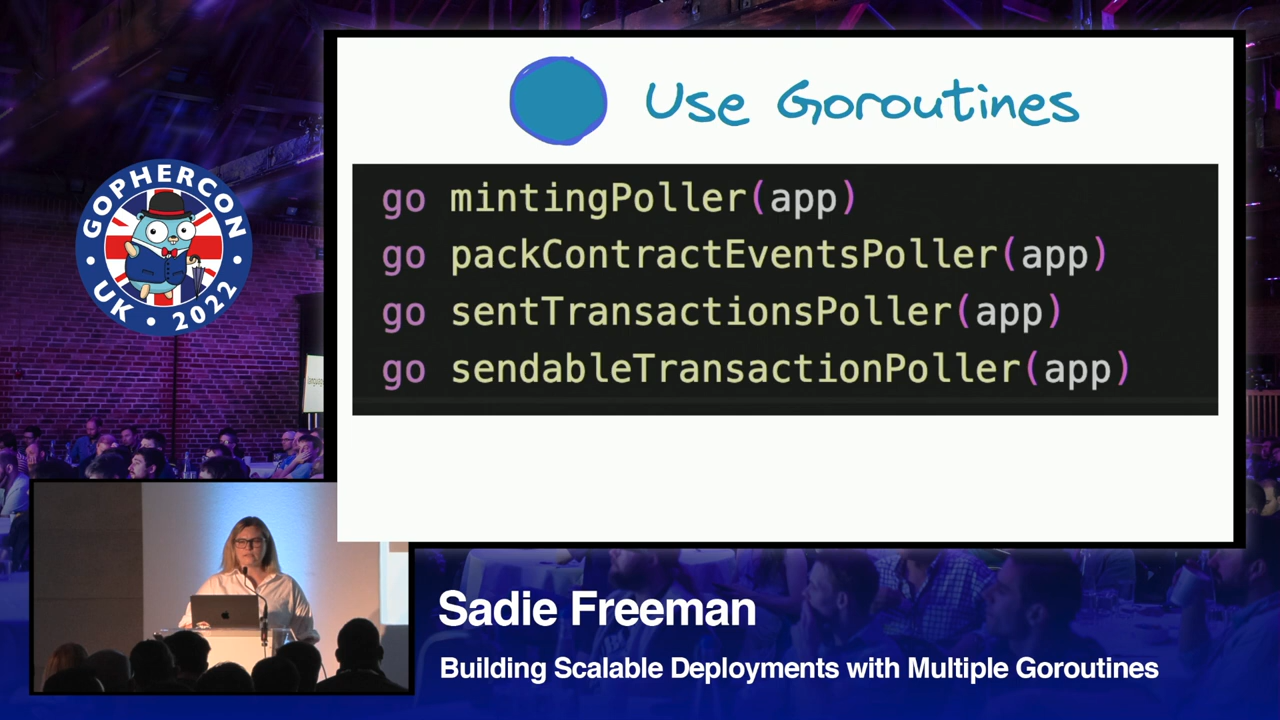 GOPHERCON
UK • 2022
Use Goroutines
go mintingPoller(app)
go packContractEventsPoller(app)
go sentTransactionsPoller(app)
go sendableTransactionPoller(app)
Sadie Freeman
Building Scalable Deployments with Multiple Goroutines